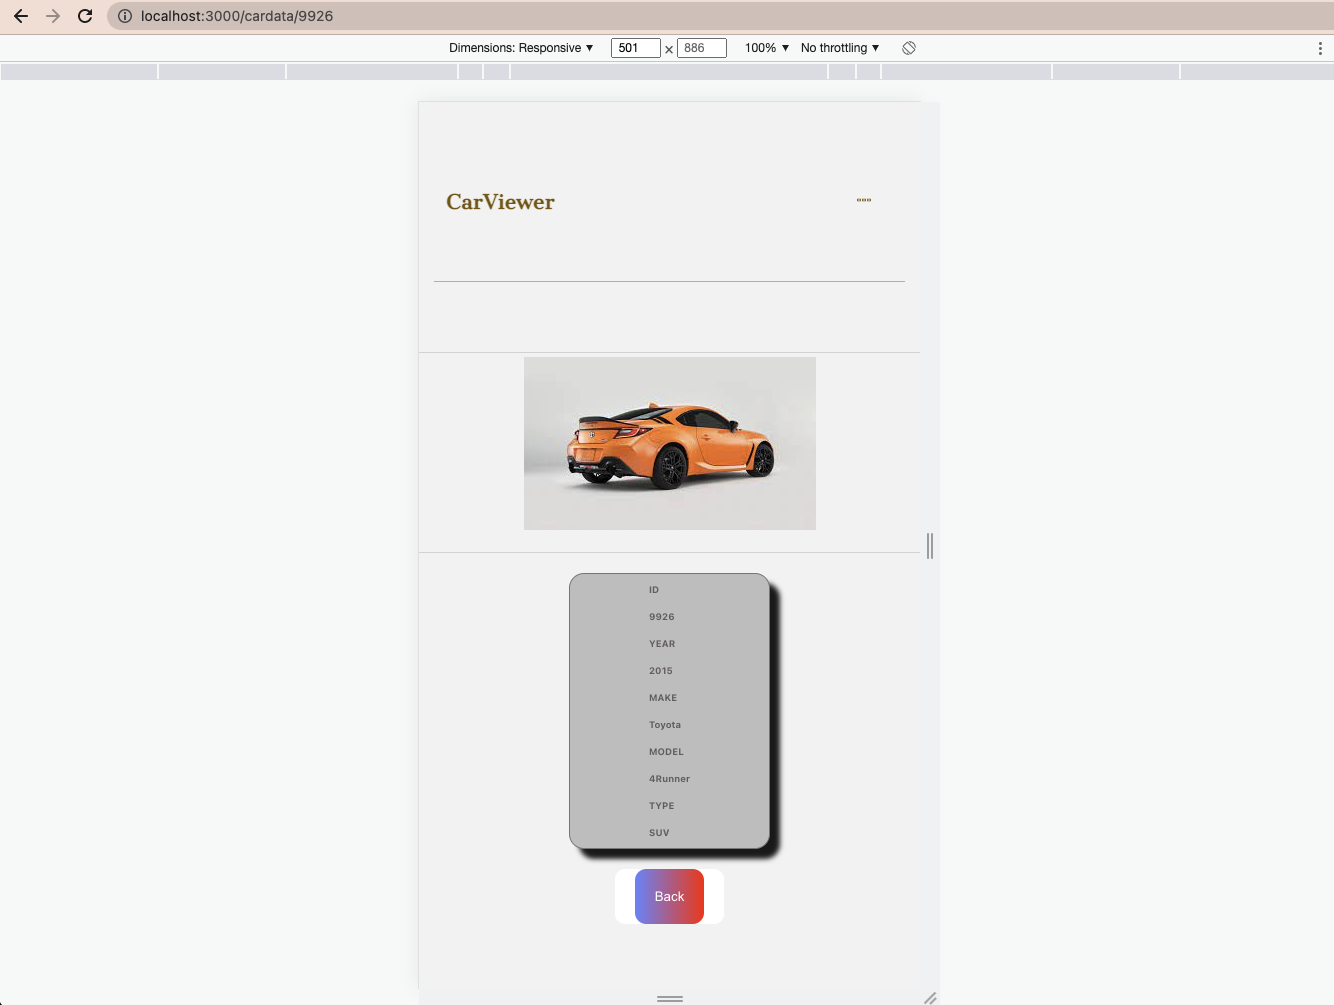 localhost:3000/cardata/9926
Dimensions: Responsive ▼ 501 × 886 100% ▼ No throttling ▼
CarViewer
ID
9926
YEAR
2015
MAKE
Toyota
MODEL
4Runner
TYPE
SUV
Back